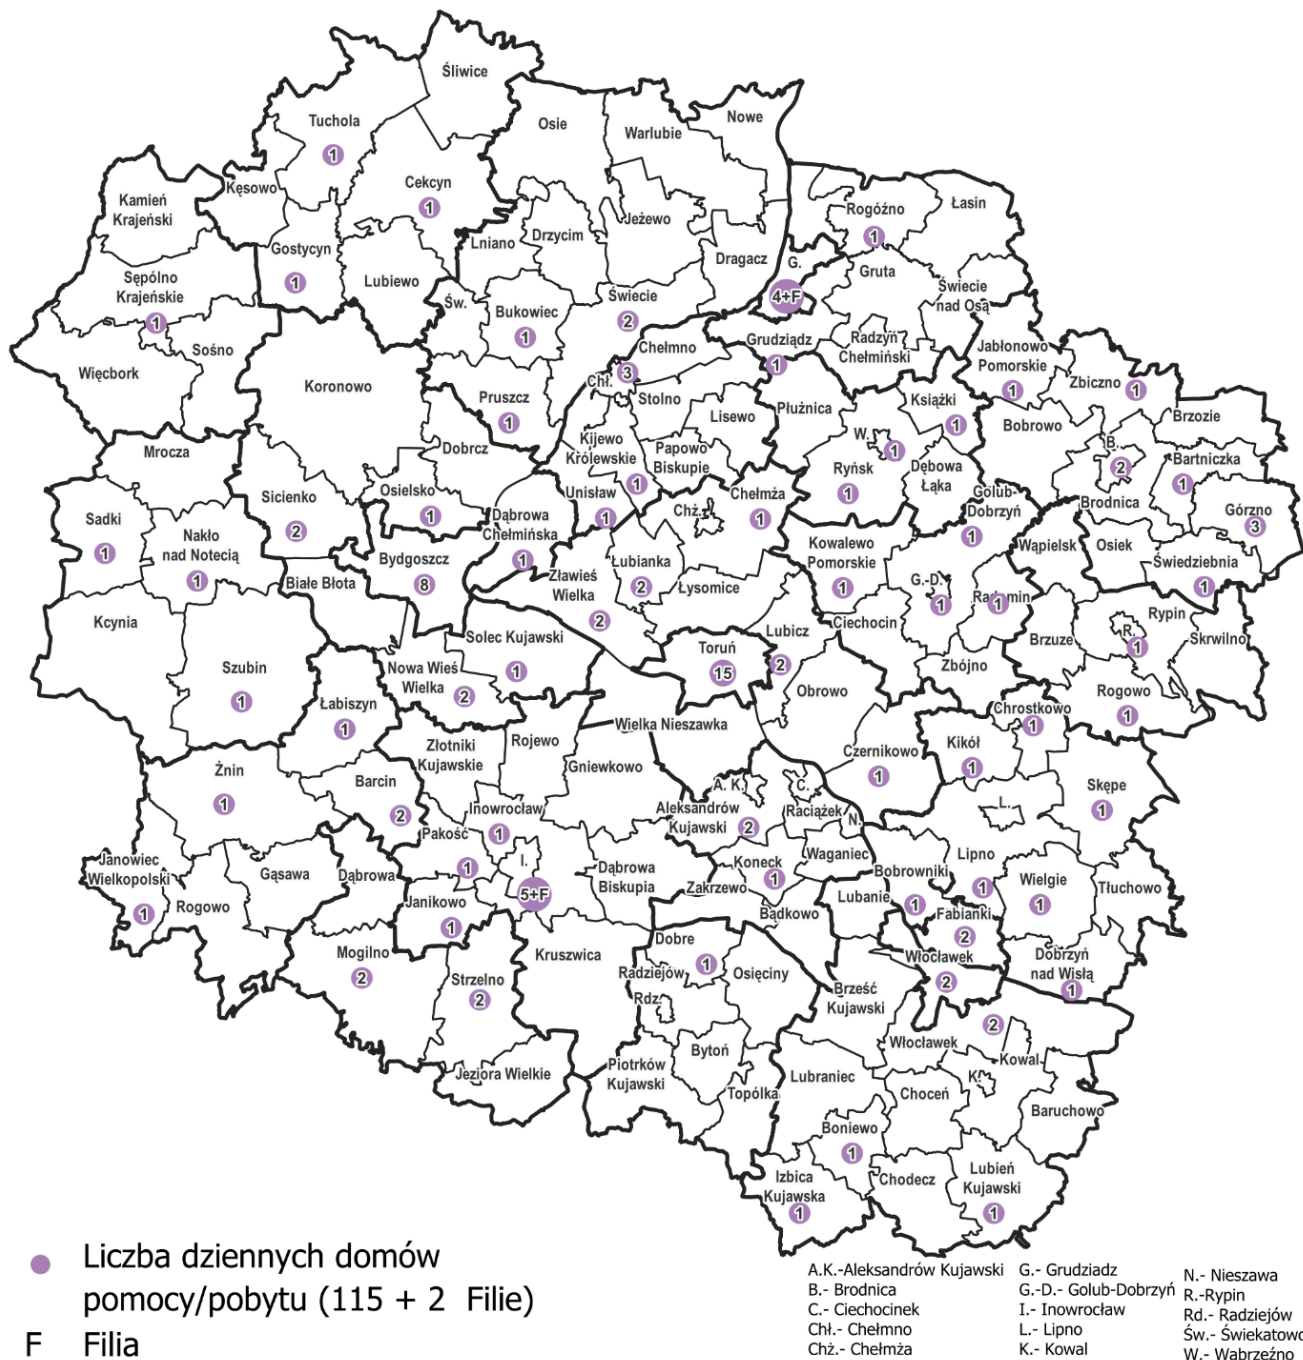 Śliwice
Tuchola
1
Osie
Warlubie
Nowe
Kęsowo
Cekcyn
1
Kamień
Krajeński
Gostycyn
1
Lubiewo
Lniano
Drzycim
Jeżewo
Dragacz
Rogóźno
1
Łasin
G.
4+F
Gruta
Świecie
nad Osą
Sępólno
Krajeńskie
1
Sośno
Więcbork
Św.
Bukowiec
1
Świecie
2
Chełmno
Chł.
3
Grudziądz
1
Radzyń
Chełmiński
Jabłonowo
Pomorskie
1
Zbiczno
1
Brzozie
Koronowo
Pruszcz
1
Stolno
Lisewo
Płużnica
Książki
1
Bobrowo
B.
2
Bartniczka
1
Mrocza
Dobrcz
Kijewo
Królewskie
1
Papowo
Biskupie
W.
1
Ryńsk
1
Dębowa
Łąka
Brodnica
Górzno
3
Sadki
1
Nakło
nad Notecią
1
Sicienko
2
Osielsko
1
Unisław
1
Dąbrowa
Chełmińska
1
Chełmża
1
Chż.
Golub-
Dobrzyń
1
Wąpielsk
Osiek
Świedziebnia
1
Białe Błota
Bydgoszcz
8
Zławieś
Wielka
2
Łubianka
2
Łysomice
Kowalewo
Pomorskie
1
G.-D.
1
Radomin
1
Rypin
R.
1
Skrwilno
Kcynia
Szubin
1
Solec Kujawski
1
Nowa Wieś
Wielka
2
Toruń
15
Lubicz
2
Ciechocin
Zbójno
Brzuze
Rogowo
1
Łabiszyn
1
Obrowo
Wielka Nieszawka
Chrostkowo
1
Czernikowo
1
Kikół
1
Skępe
1
Żnin
1
Barcin
2
Złotniki
Kujawskie
Rojewo
Gniewkowo
A. K.
C.
Aleksandrów
Kujawski
2
Raciążek
N.
L.
Inowrocław
1
Pakość
1
I.
5+F
Dąbrowa
Biskupia
Koneck
1
Waganiec
Zakrzewo
Bądkowo
Bobrowniki
1
Lipno
1
Wielgie
1
Tłuchowo
Janowiec
Wielkopolski
1
Rogowo
Gąsawa
Dąbrowa
Janikowo
1
Lubanie
Fabianki
2
Mogilno
2
Strzelno
2
Kruszwica
Dobre
1
Radziejów
Rdz.
Osięciny
Włocławek
2
Dobrzyń
nad Wisłą
1
Brześć
Kujawski
2
Włocławek
Kowal
K.
Jeziora Wielkie
Piotrków
Kujawski
Bytoń
Topólka
Lubraniec
Choceń
Baruchowo
Boniewo
1
Izbica
Kujawska
1
Chodecz
Lubień
Kujawski
1
Liczba dziennych domów
pomocy/pobytu (115 + 2 Filie)
F Filia
A.K.-Aleksandrów Kujawski
B.- Brodnica
C.- Ciechocinek
Chł.- Chełmno
Chż.- Chełmża
G.- Grudziadz
G.-D.- Golub-Dobrzyń
I.- Inowrocław
L.- Lipno
K.- Kowal
N.- Nieszawa
R.-Rypin
Rd.- Radziejów
Św.- Świekatowo
W.- Wąbrzeźno